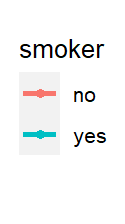 smoker
no
yes